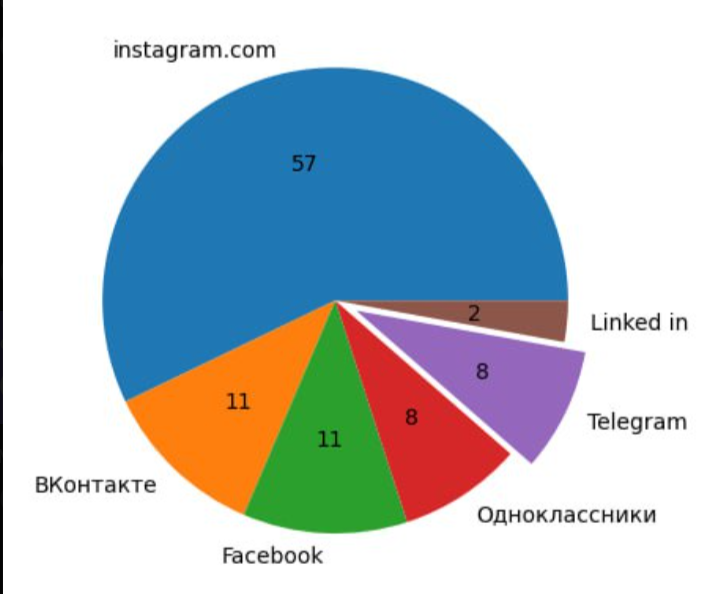 instagram.com
57
2
Linked in
8
Telegram
11
8
11
ВКонтакте
Одноклассники
Facebook